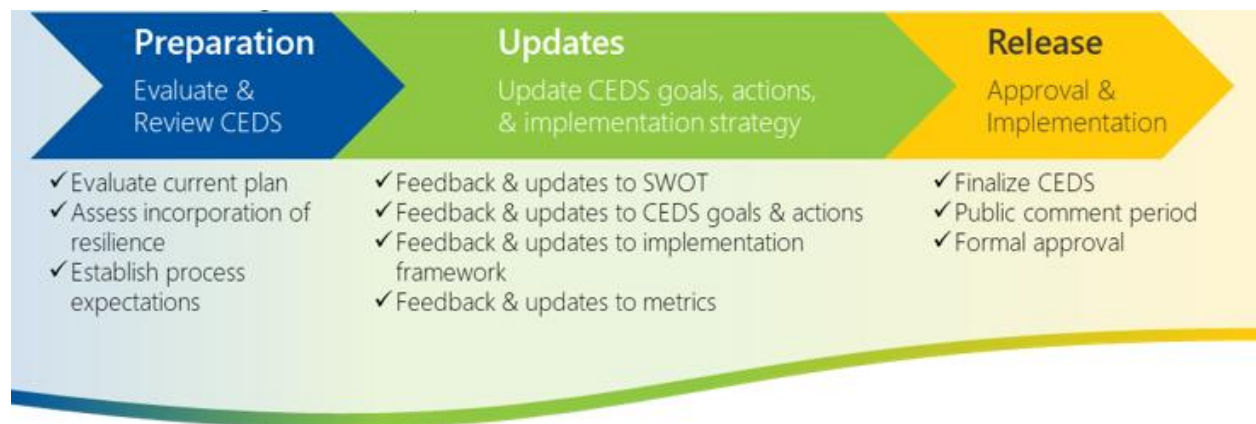 Preparation
Evaluate &
Review CEDS
✓Evaluate current plan
✓Assess incorporation of
resilience
✓Establish process
expectations
Updates
Update CEDS goals, actions,
& implementation strategy
✓Feedback & updates to SWOT
✓Feedback & updates to CEDS goals & actions
✓Feedback & updates to implementation
framework
✓Feedback & updates to metrics
Release
Approval &
Implementation
✓Finalize CEDS
✓Public comment period
✓Formal approval